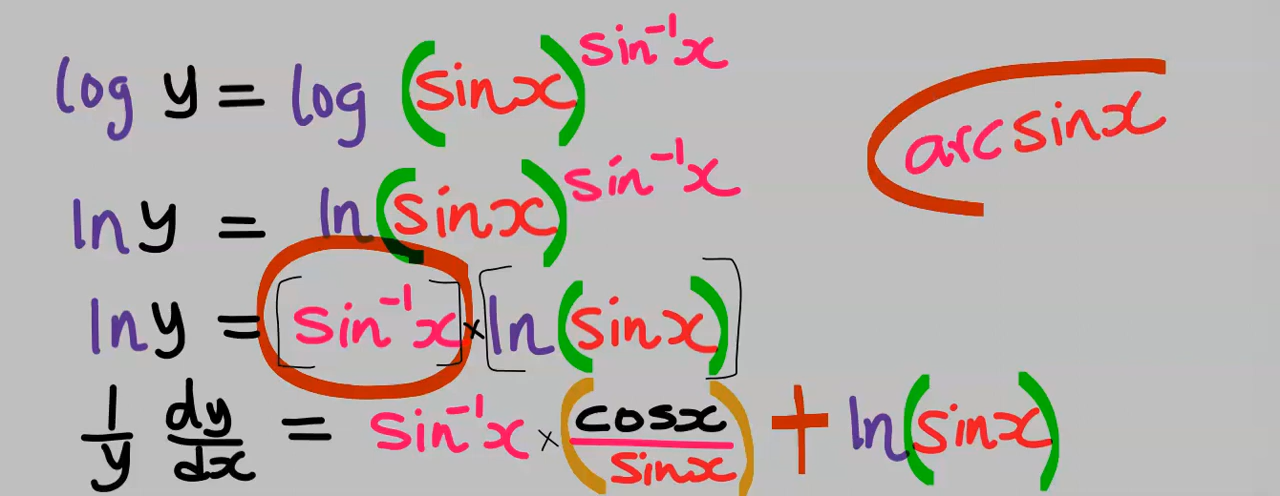 log y = log (sinx)^sin⁻¹x
arcsinx
ln y = ln(sinx)^sin⁻¹x
ln y = [sin⁻¹x] × [ln(sinx)]
1/y dy/dx = sin⁻¹x × (cosx/sinx) + ln(sinx)